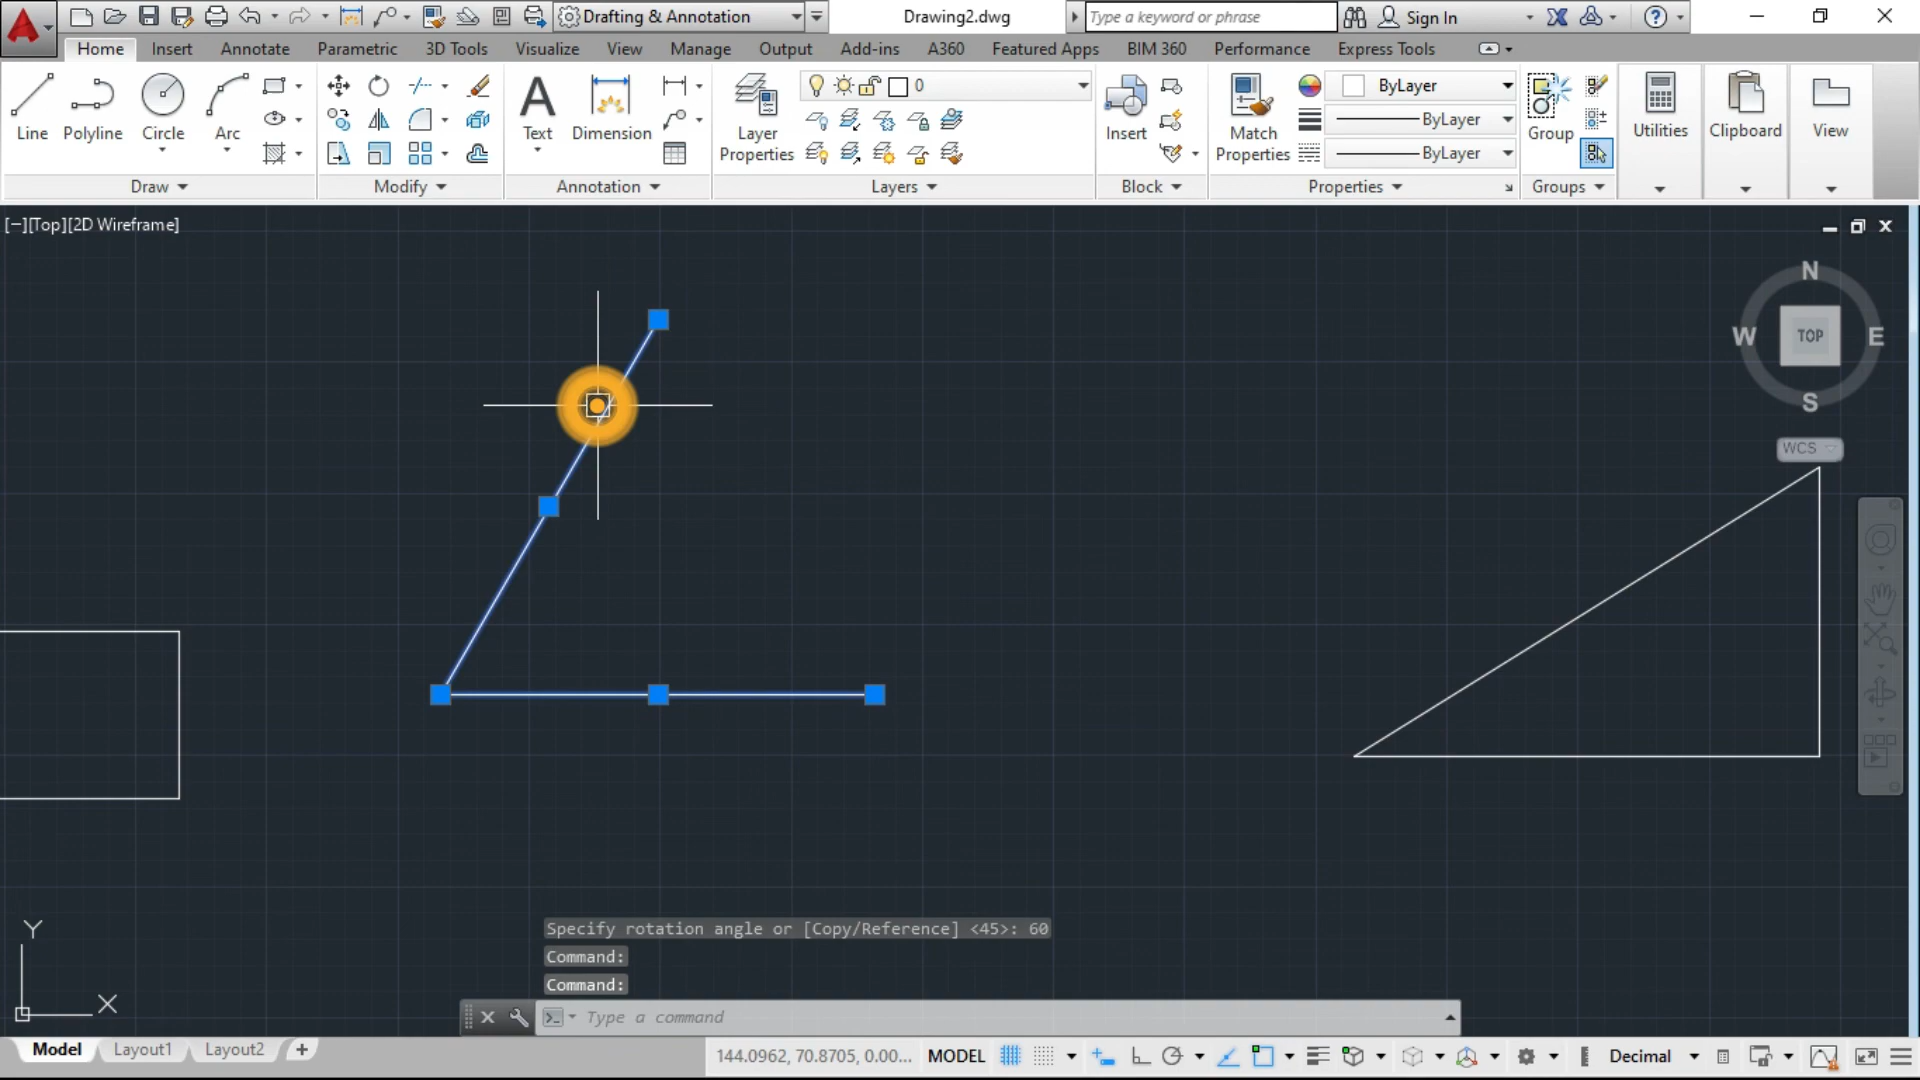 Drafting & Annotation
Drawing2.dwg
Type a keyword or phrase
Sign In
Home Insert Annotate Parametric 3D Tools Visualize View Manage Output Add-ins A360 Featured Apps BIM 360 Performance Express Tools
0
ByLayer
ByLayer
ByLayer
Line Polyline Circle Arc
Text Dimension
Layer Properties
Insert
Match Properties
Group
Utilities Clipboard View
Draw Modify Annotation Layers Block Properties Groups
[−][Top][2D Wireframe]
N
W TOP E
S
WCS
Y
X
Specify rotation angle or [Copy/Reference] <45>: 60
Command:
Command:
Type a command
Model Layout1 Layout2 +
144.0962, 70.8705, 0.00... MODEL Decimal